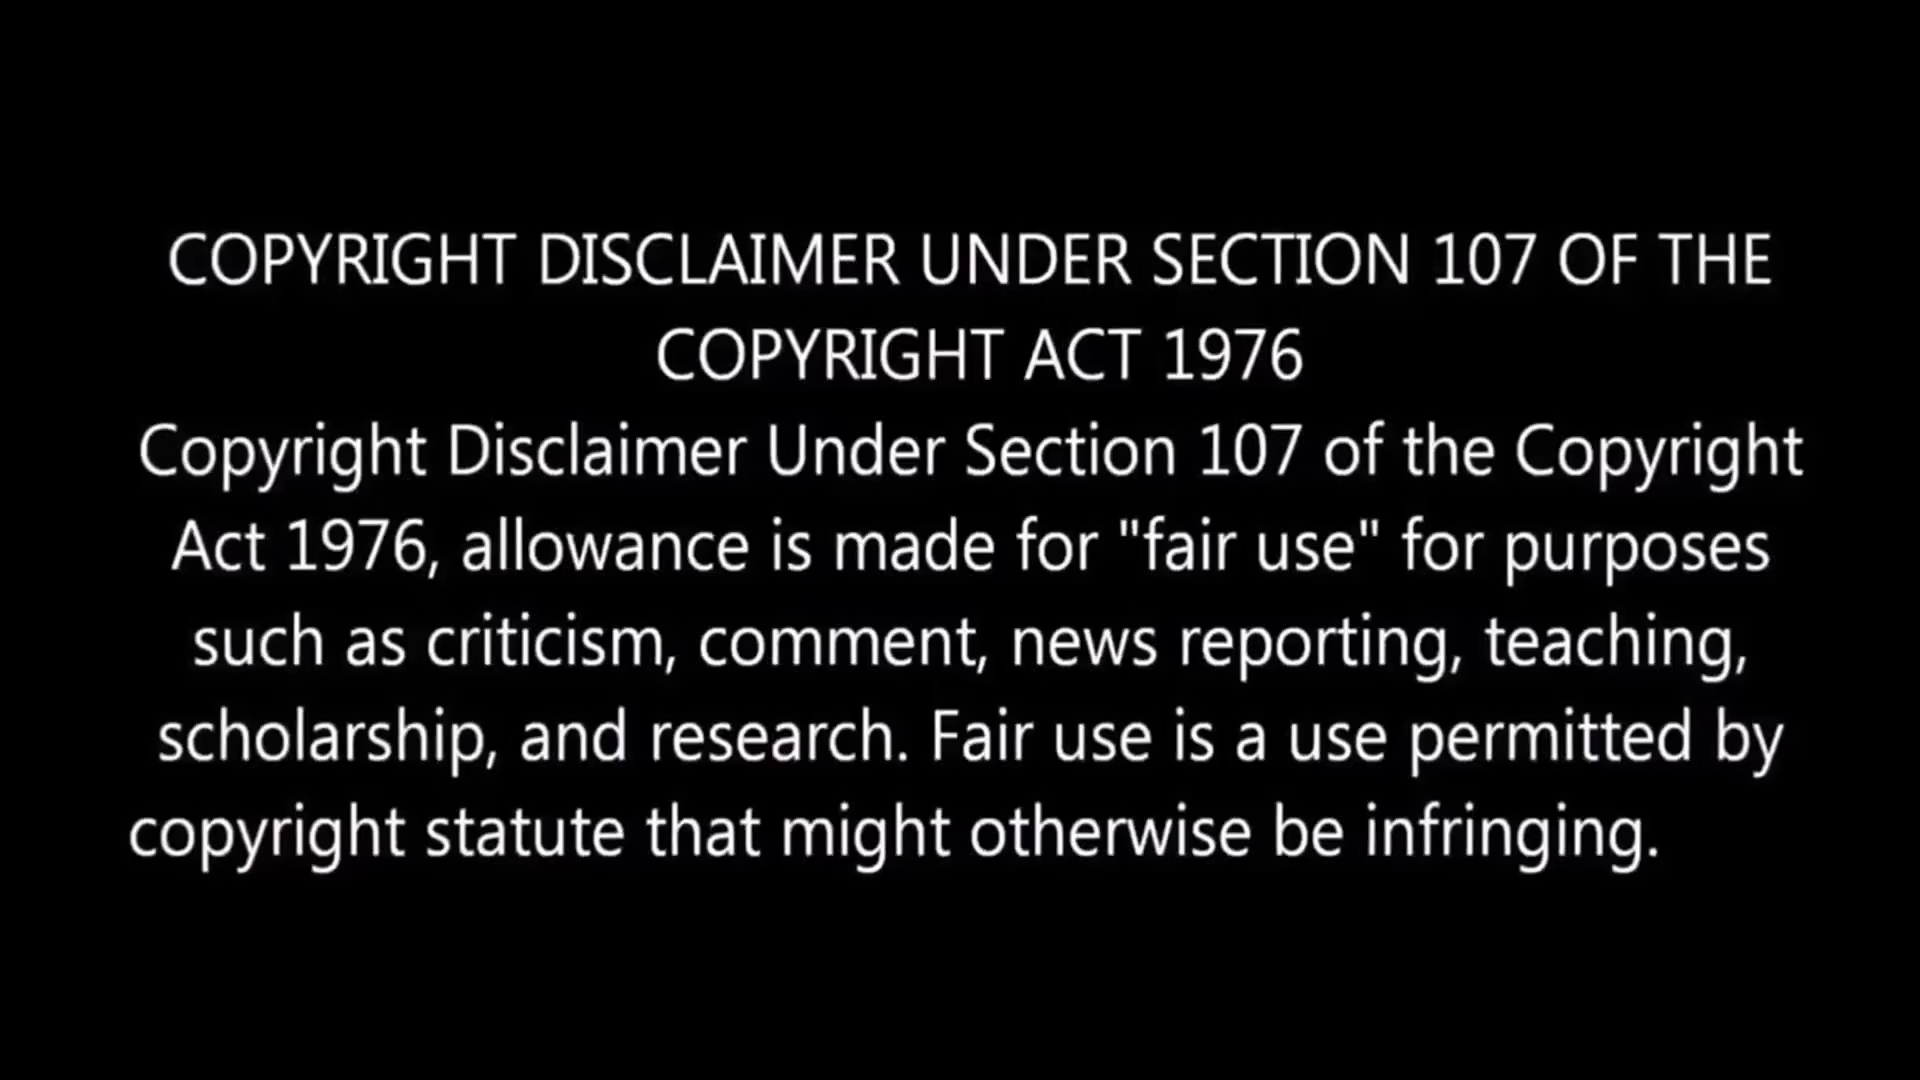 COPYRIGHT DISCLAIMER UNDER SECTION 107 OF THE
COPYRIGHT ACT 1976
Copyright Disclaimer Under Section 107 of the Copyright
Act 1976, allowance is made for "fair use" for purposes
such as criticism, comment, news reporting, teaching,
scholarship, and research. Fair use is a use permitted by
copyright statute that might otherwise be infringing.